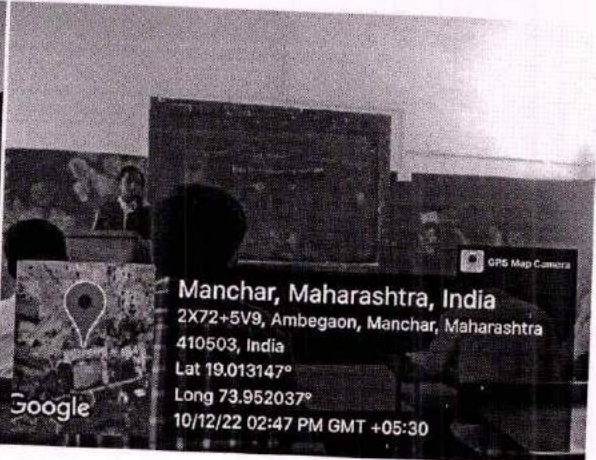 GPS Map Camera
Manchar, Maharashtra, India
2X72+5V9, Ambegaon, Manchar, Maharashtra
410503, India
Lat 19.013147°
Long 73.952037°
10/12/22 02:47 PM GMT +05:30
Google